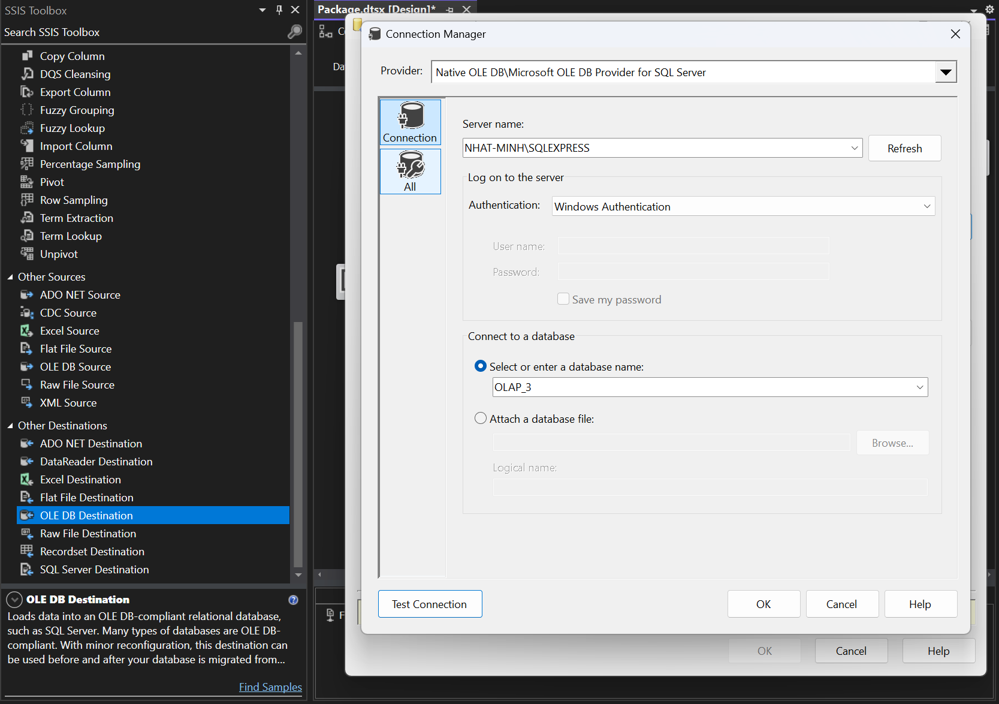 SSIS Toolbox
Search SSIS Toolbox
Copy Column
DQS Cleansing
Export Column
Fuzzy Grouping
Fuzzy Lookup
Import Column
Percentage Sampling
Pivot
Row Sampling
Term Extraction
Term Lookup
Unpivot
Other Sources
ADO NET Source
CDC Source
Excel Source
Flat File Source
OLE DB Source
Raw File Source
XML Source
Other Destinations
ADO NET Destination
DataReader Destination
Excel Destination
Flat File Destination
OLE DB Destination
Raw File Destination
Recordset Destination
SQL Server Destination
OLE DB Destination
Loads data into an OLE DB-compliant relational database,
such as SQL Server. Many types of databases are OLE DB-
compliant. With minor reconfiguration, this destination can
be used before and after your database is migrated from...
Find Samples
Package.dtsx [Design]*
Connection Manager
Provider: Native OLE DB\Microsoft OLE DB Provider for SQL Server
Connection
All
Server name:
NHAT-MINH\SQLEXPRESS
Refresh
Log on to the server
Authentication: Windows Authentication
User name:
Password:
Save my password
Connect to a database
Select or enter a database name:
OLAP_3
Attach a database file:
Browse...
Logical name:
Test Connection OK Cancel Help
OK Cancel Help